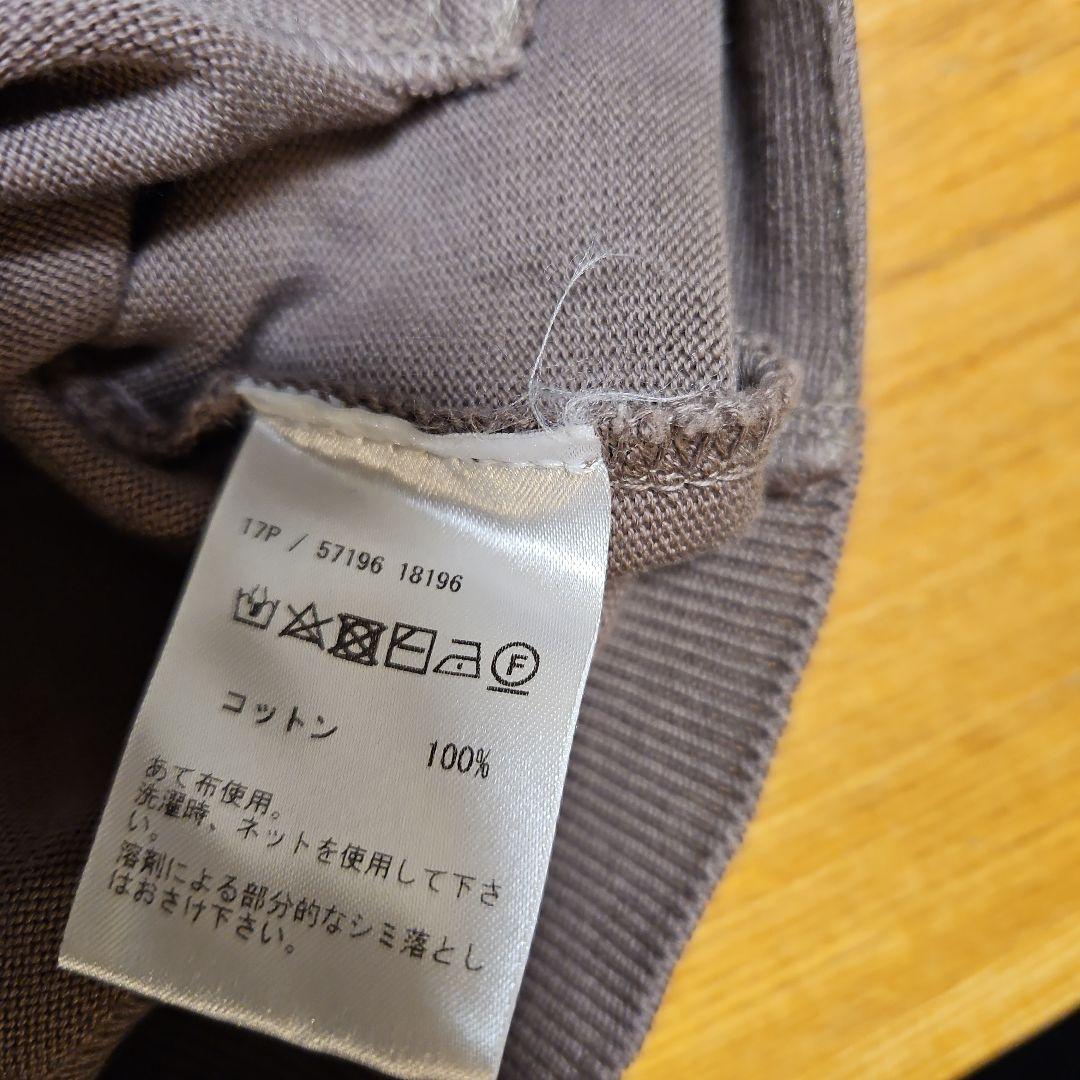 17P / 57196 18196
F
コットン 100%
あて布使用。
洗濯時、ネットを使用して下さ
い。
溶剤による部分的なシミ落とし
はおさけ下さい。